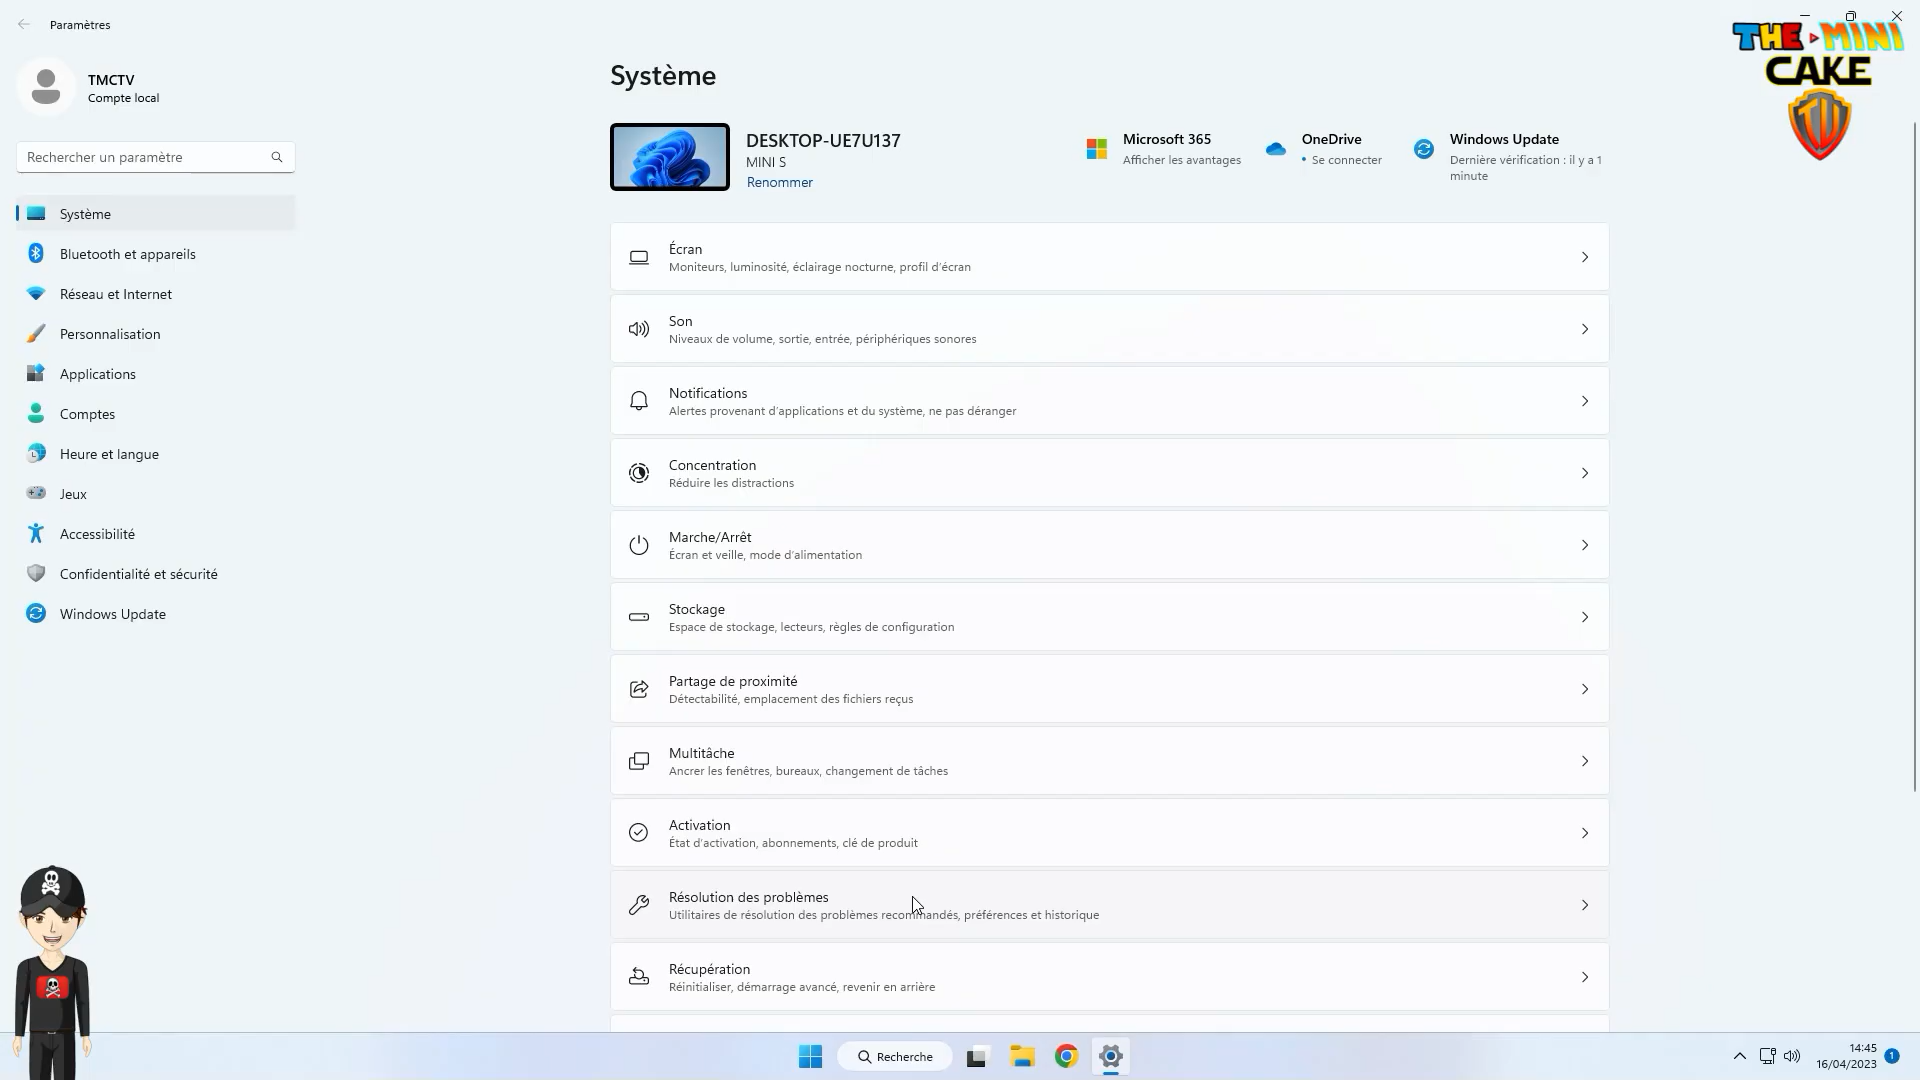 Paramètres
THE MINI
CAKE
TMCTV
Compte local
Rechercher un paramètre
Système
Bluetooth et appareils
Réseau et Internet
Personnalisation
Applications
Comptes
Heure et langue
Jeux
Accessibilité
Confidentialité et sécurité
Windows Update
Système
DESKTOP-UE7U137
MINI S
Renommer
Microsoft 365
Afficher les avantages
OneDrive
• Se connecter
Windows Update
Dernière vérification : il y a 1
minute
Écran
Moniteurs, luminosité, éclairage nocturne, profil d'écran
Son
Niveaux de volume, sortie, entrée, périphériques sonores
Notifications
Alertes provenant d'applications et du système, ne pas déranger
Concentration
Réduire les distractions
Marche/Arrêt
Écran et veille, mode d'alimentation
Stockage
Espace de stockage, lecteurs, règles de configuration
Partage de proximité
Détectabilité, emplacement des fichiers reçus
Multitâche
Ancrer les fenêtres, bureaux, changement de tâches
Activation
État d'activation, abonnements, clé de produit
Résolution des problèmes
Utilitaires de résolution des problèmes recommandés, préférences et historique
Récupération
Réinitialiser, démarrage avancé, revenir en arrière
Recherche
14:45
16/04/2023
1